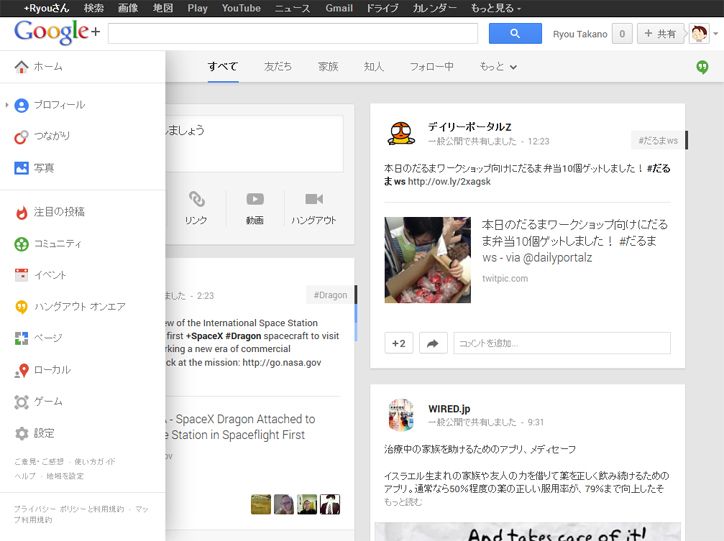 +Ryouさん 検索 画像 地図 Play YouTube ニュース Gmail ドライブ カレンダー もっと見る
Google+
Ryou Takano 0 + 共有
ホーム
すべて 友だち 家族 知人 フォロー中 もっと
プロフィール
つながり
写真
注目の投稿
コミュニティ
イベント
ハングアウト オンエア
ページ
ローカル
ゲーム
設定
ご意見・ご感想 - 使い方ガイド
ヘルプ - 地域を設定
プライバシー ポリシーと利用規約 - マッ
プ利用規約
しましょう
リンク 動画 ハングアウト
ました - 2:23 #Dragon
ew of the International Space Station
first +SpaceX #Dragon spacecraft to visit
rking a new era of commercial
ck at the mission: http://go.nasa.gov
A - SpaceX Dragon Attached to
e Station in Spaceflight First
ov
デイリーポータルZ
一般公開で共有しました - 12:23 #だるまws
本日のだるまワークショップ向けにだるま弁当10個ゲットしました! #だる
まws http://ow.ly/2xagsk
本日のだるまワークショップ向けにだる
ま弁当10個ゲットしました! #だるま
ws - via @dailyportalz
twitpic.com
+2 コメントを追加...
WIRED.jp
一般公開で共有しました - 9:31
治療中の家族を助けるためのアプリ、メディセーフ
イスラエル生まれの家族や友人の力を借りて薬を正しく飲み続けるための
アプリ。通常なら50%程度の薬の正しい服用率が、79%まで向上したそ
もっと読む
And takes care of it!